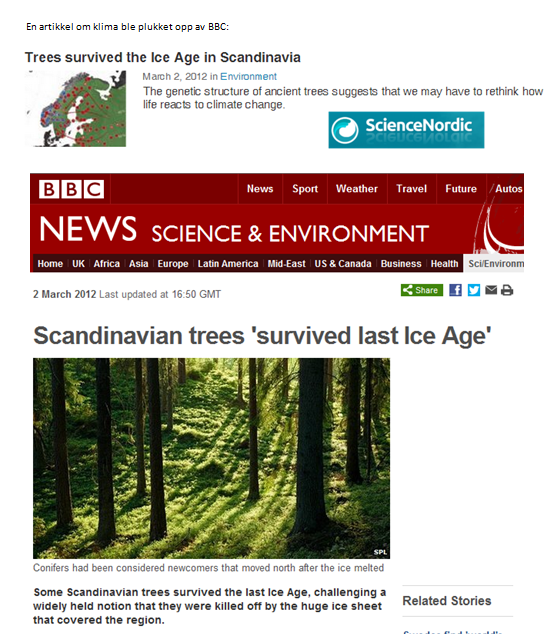 En artikkel om klima ble plukket opp av BBC:
Trees survived the Ice Age in Scandinavia
March 2, 2012 in Environment
The genetic structure of ancient trees suggests that we may have to rethink how
life reacts to climate change.
ScienceNordic
BBC
News Sport Weather Travel Future Autos
NEWS SCIENCE & ENVIRONMENT
Home UK Africa Asia Europe Latin America Mid-East US & Canada Business Health Sci/Environm
2 March 2012 Last updated at 16:50 GMT
Share
Scandinavian trees 'survived last Ice Age'
SPL
Conifers had been considered newcomers that moved north after the ice melted
Some Scandinavian trees survived the last Ice Age, challenging a
widely held notion that they were killed off by the huge ice sheet
that covered the region.
Related Stories